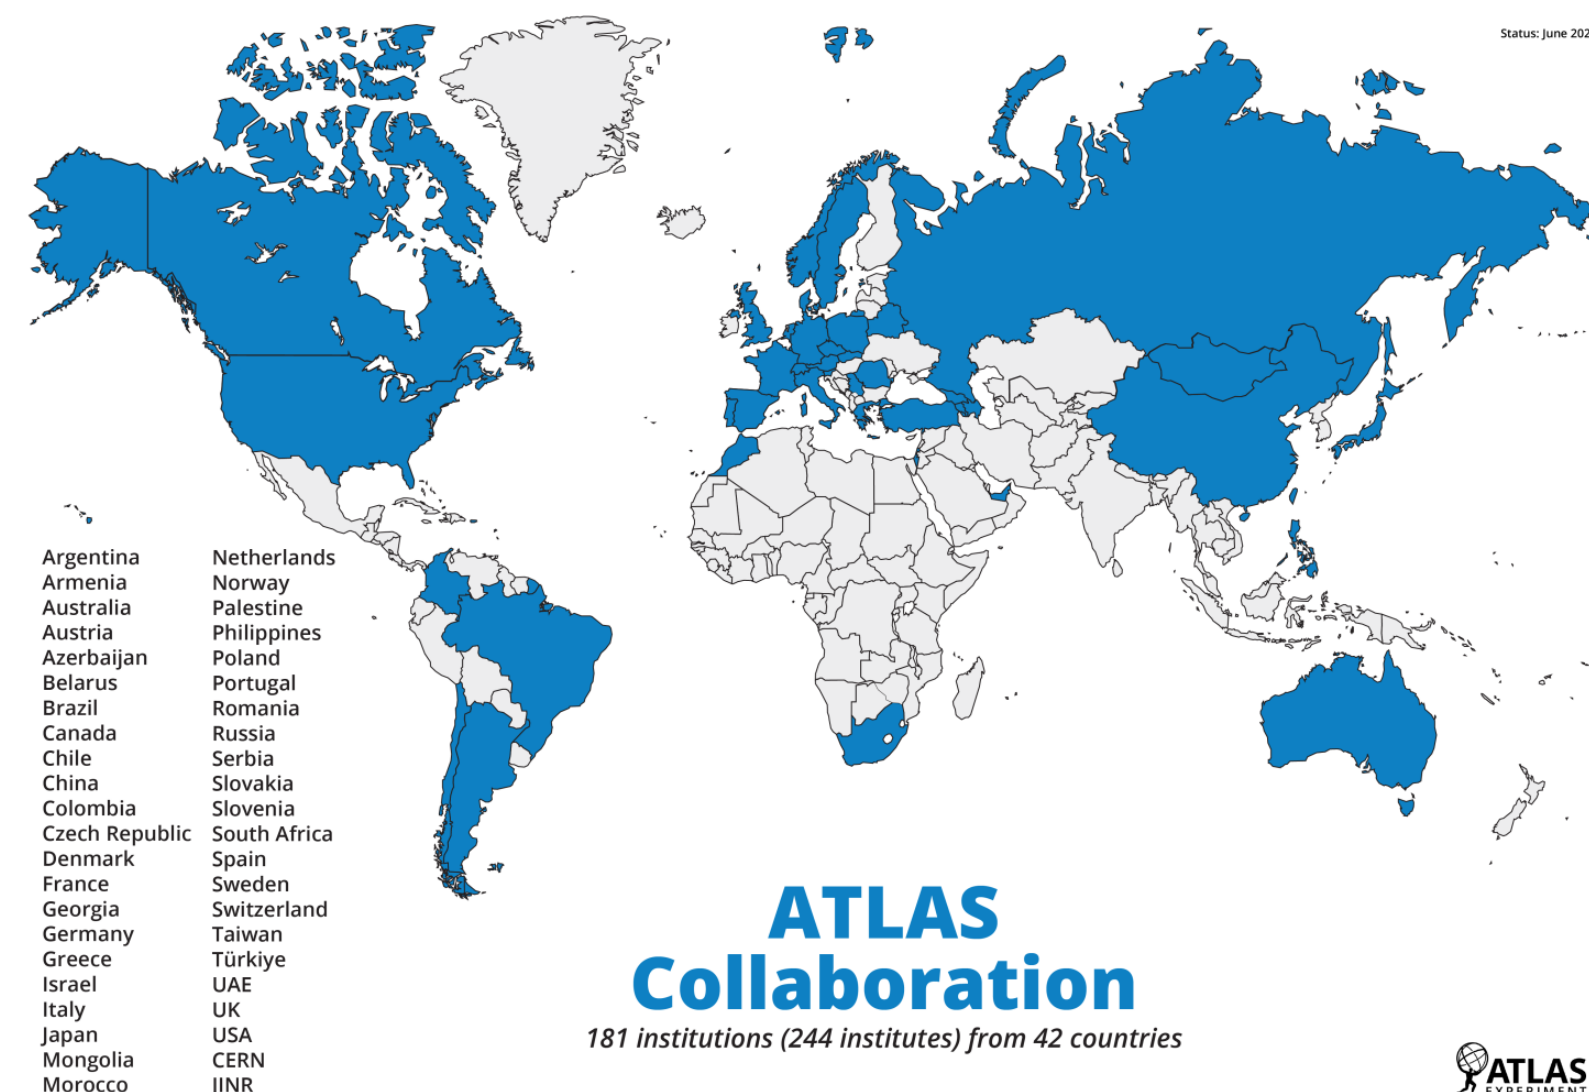 Status: June 202
Argentina
Armenia
Australia
Austria
Azerbaijan
Belarus
Brazil
Canada
Chile
China
Colombia
Czech Republic
Denmark
France
Georgia
Germany
Greece
Israel
Italy
Japan
Mongolia
Morocco
Netherlands
Norway
Palestine
Philippines
Poland
Portugal
Romania
Russia
Serbia
Slovakia
Slovenia
South Africa
Spain
Sweden
Switzerland
Taiwan
Türkiye
UAE
UK
USA
CERN
JINR
ATLAS
Collaboration
181 institutions (244 institutes) from 42 countries
ATLAS
EXPERIMENT